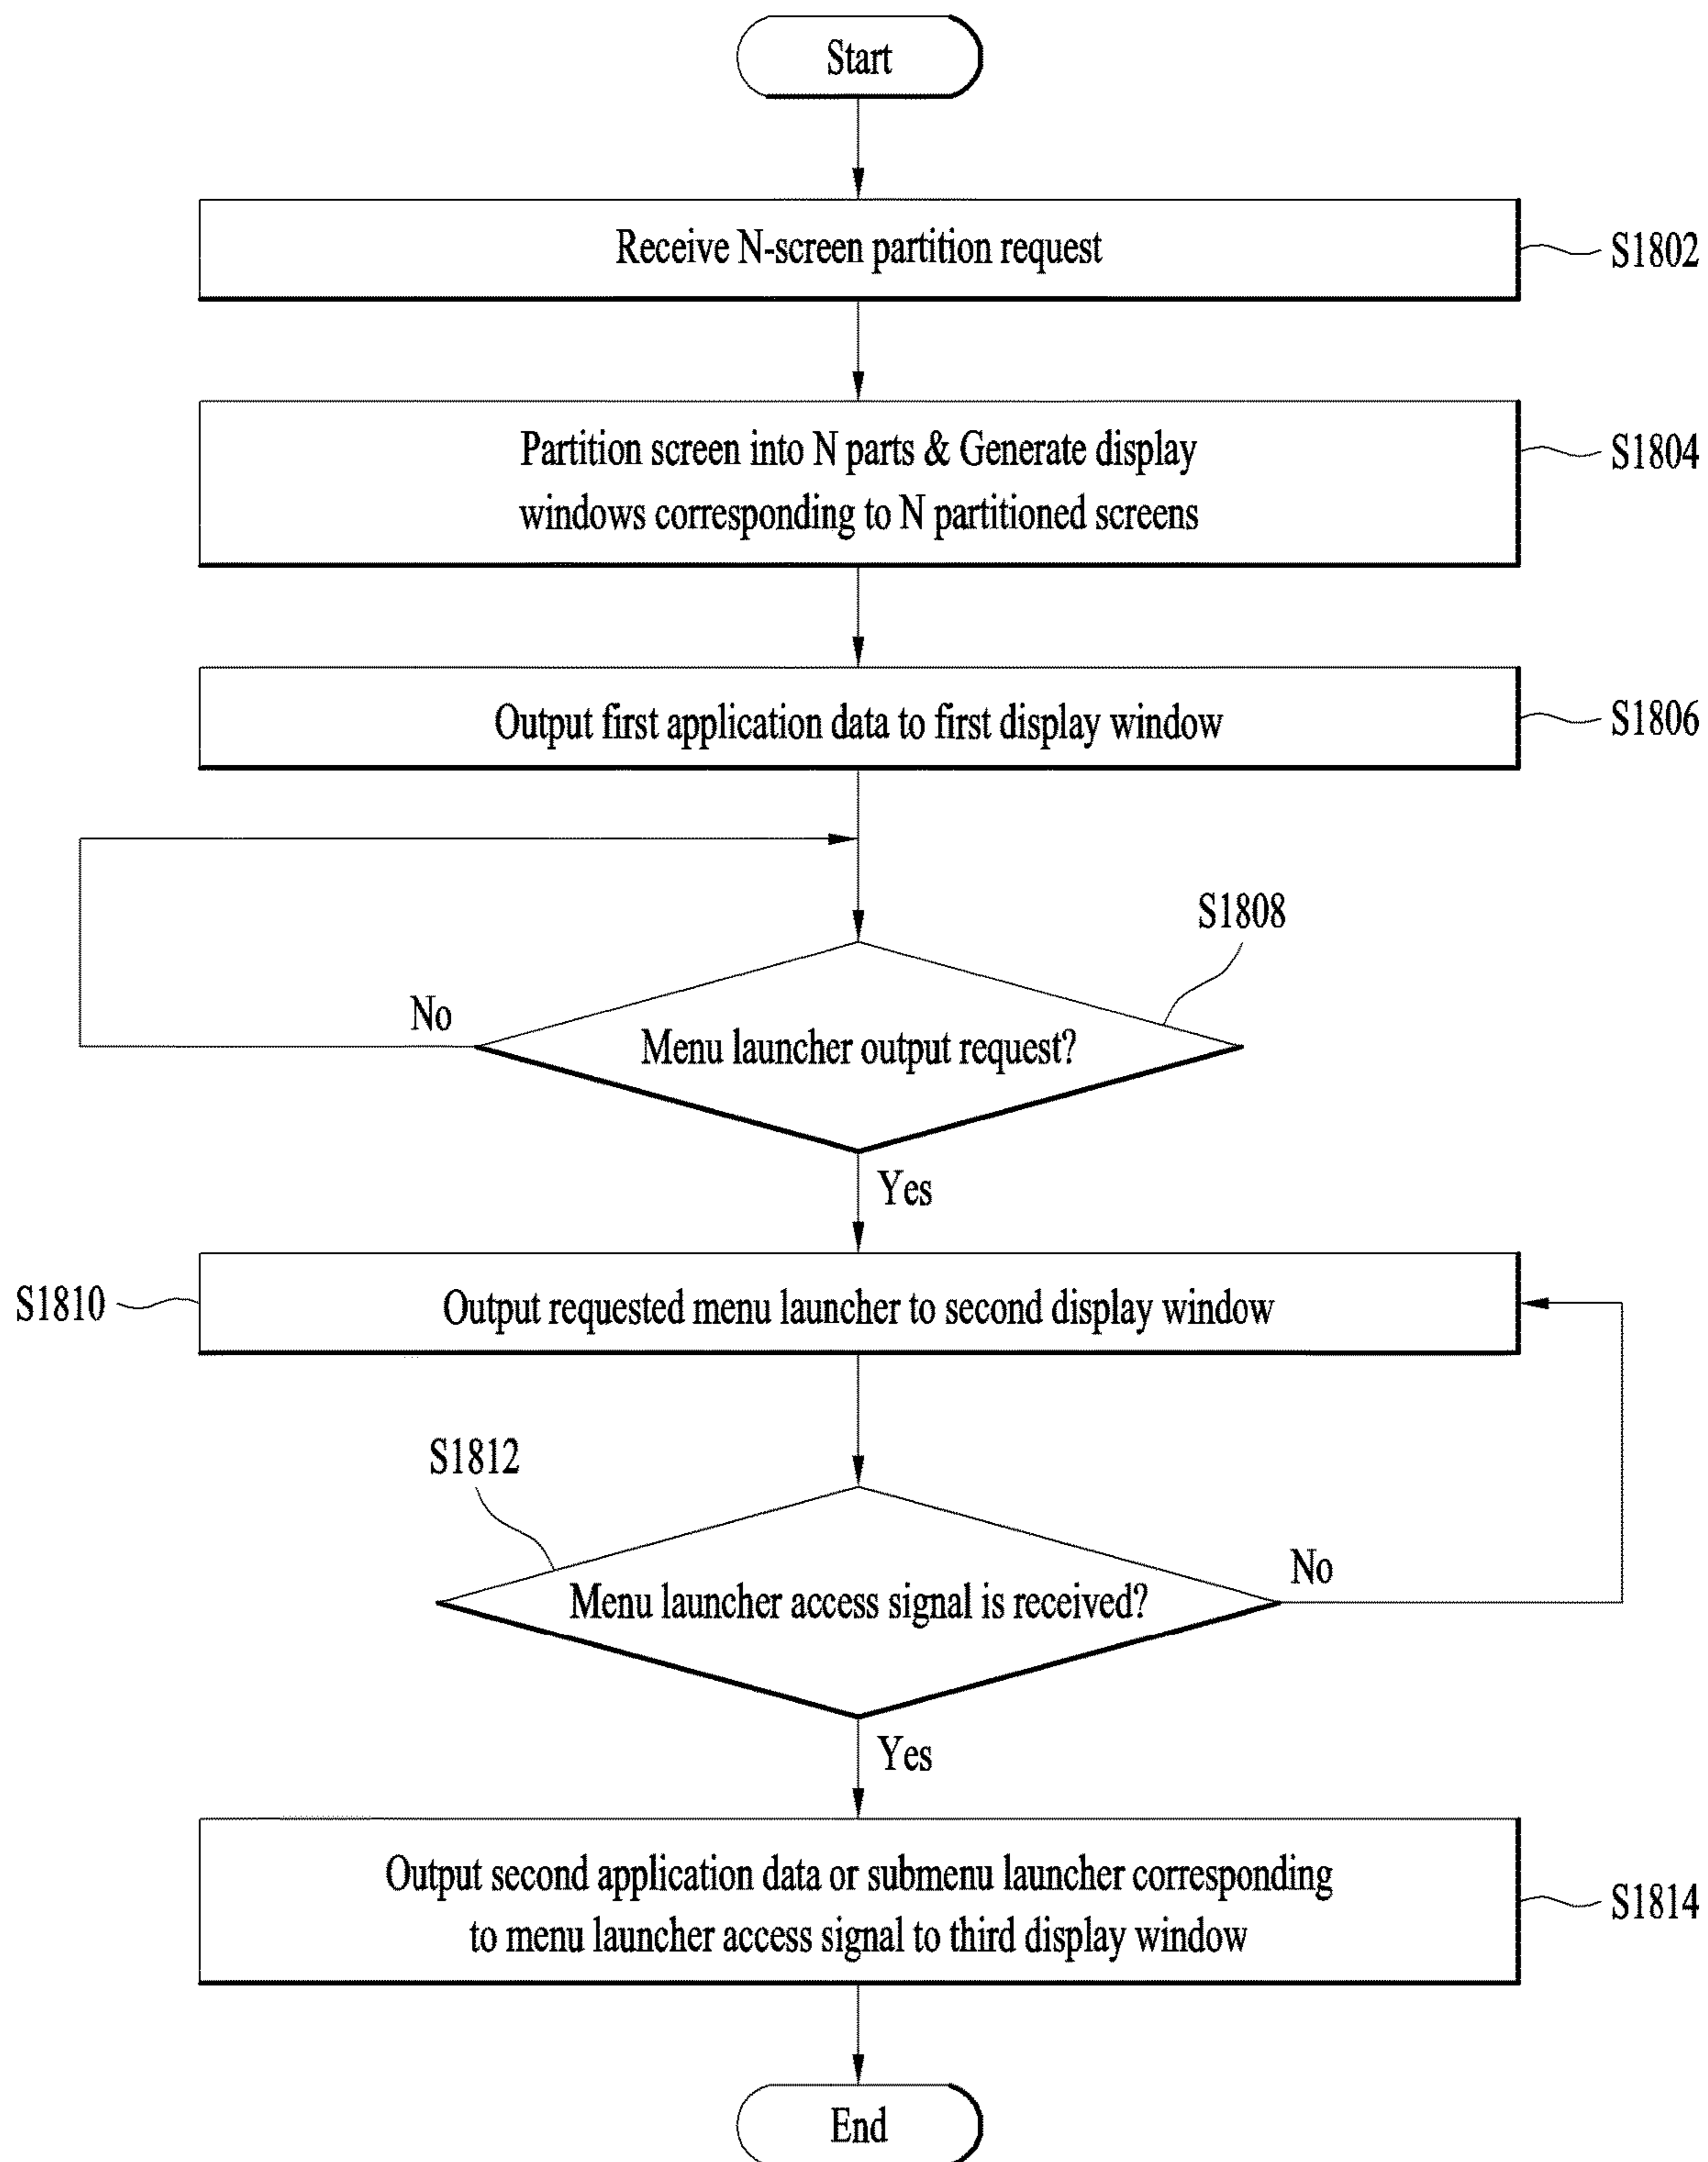 Start
Receive N-screen partition request
S1802
Partition screen into N parts & Generate display
windows corresponding to N partitioned screens
S1804
Output first application data to first display window
S1806
S1808
No
Menu launcher output request?
Yes
S1810
Output requested menu launcher to second display window
S1812
No
Menu launcher access signal is received?
Yes
Output second application data or submenu launcher corresponding
to menu launcher access signal to third display window
S1814
End